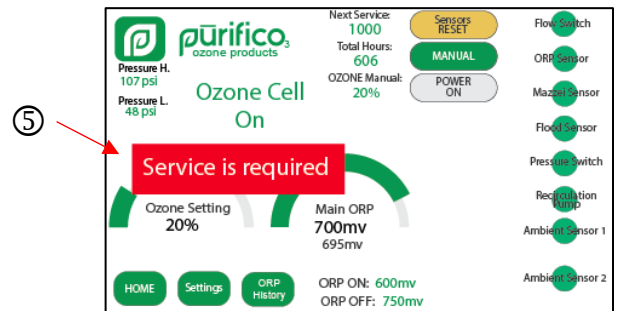 Next Service:
1000
Sensors
RESET
Flow Switch
pūrifico3
ozone products
Total Hours:
606
MANUAL
ORP Sensor
Pressure H.
107 psi
OZONE Manual:
20%
POWER
ON
Mazzei Sensor
Pressure L.
48 psi
Ozone Cell
On
Flood Sensor
⑤
Service is required
Pressure Switch
Recirculation
Pump
Ozone Setting
20%
Main ORP
700mv
695mv
Ambient Sensor 1
HOME
Settings
ORP
History
ORP ON: 600mv
ORP OFF: 750mv
Ambient Sensor 2